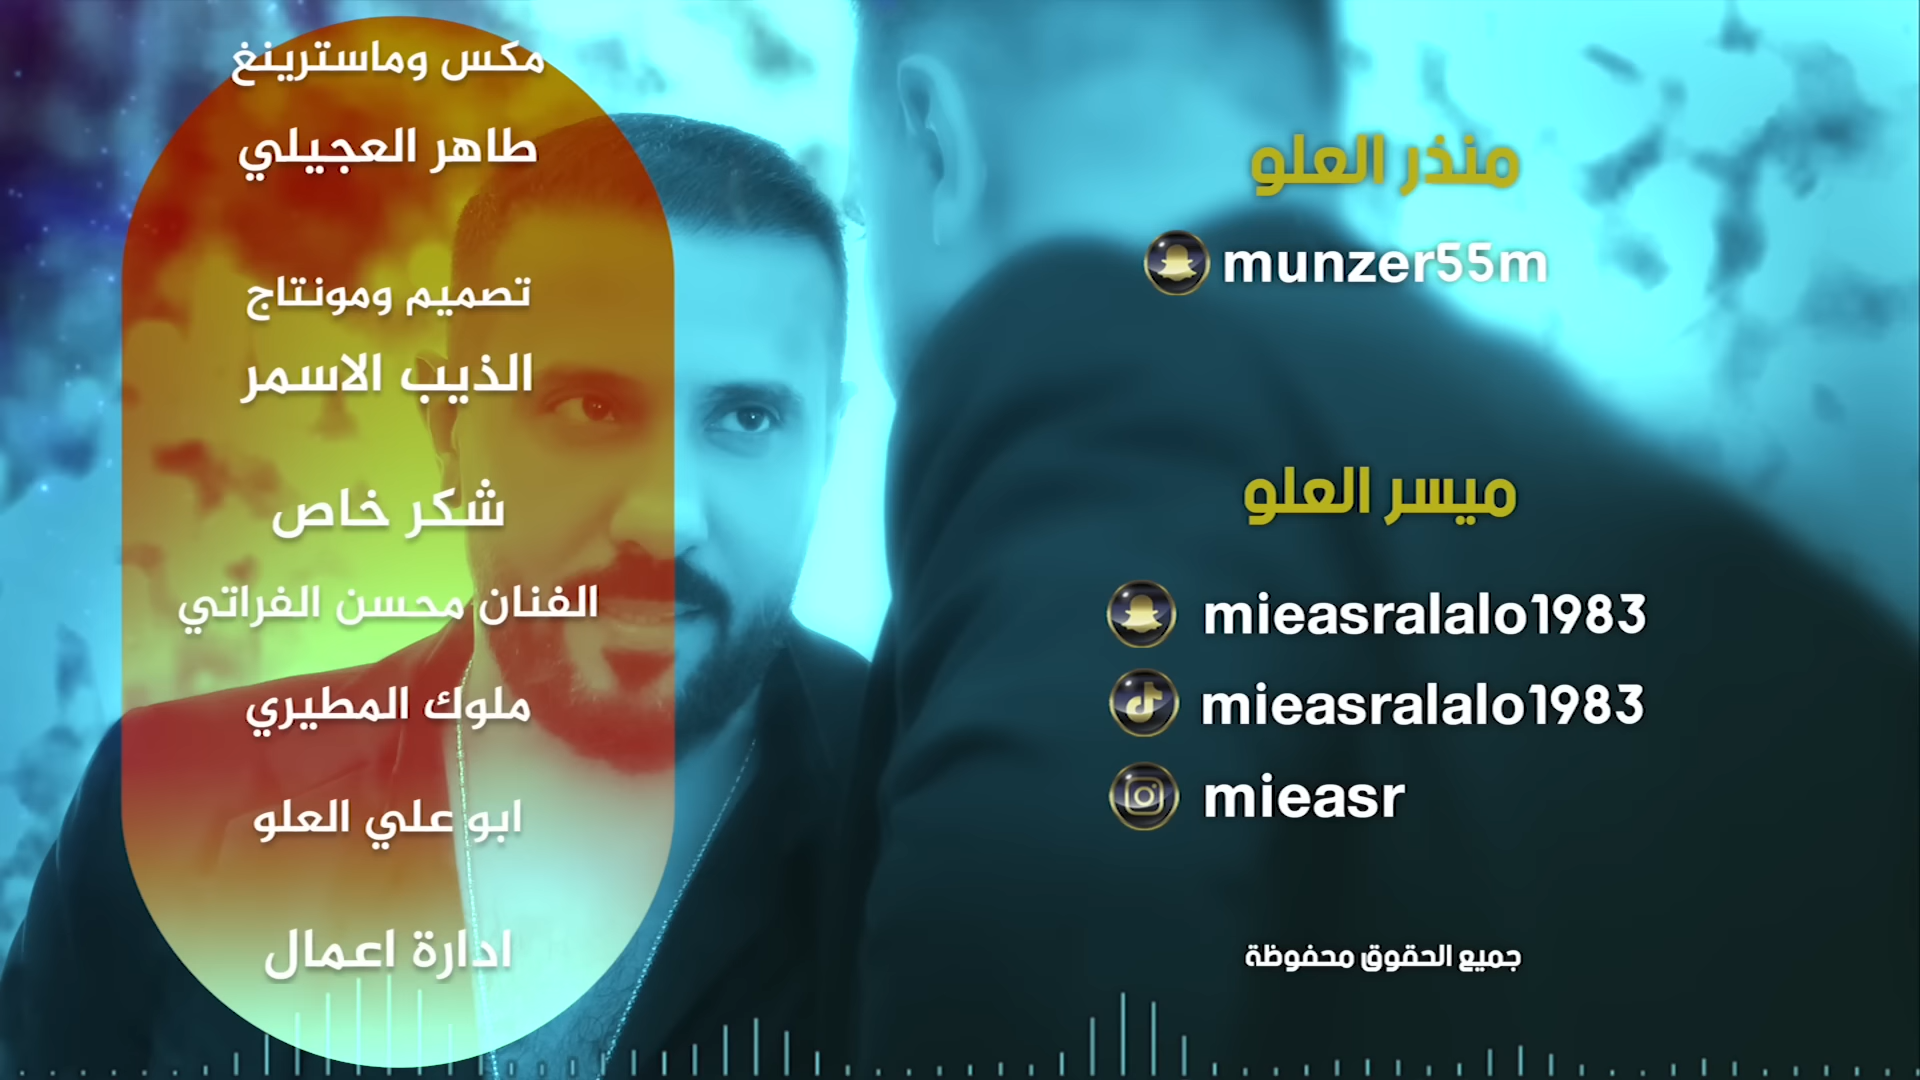 مكس وماسترينغ
طاهر العجيلي
تصميم ومونتاج
الذيب الاسمر
شكر خاص
الفنان محسن الفراتي
ملوك المطيري
ابو علي العلو
ادارة اعمال
منذر العلو
munzer55m
ميسر العلو
mieasralalo1983
mieasralalo1983
mieasr
جميع الحقوق محفوظة